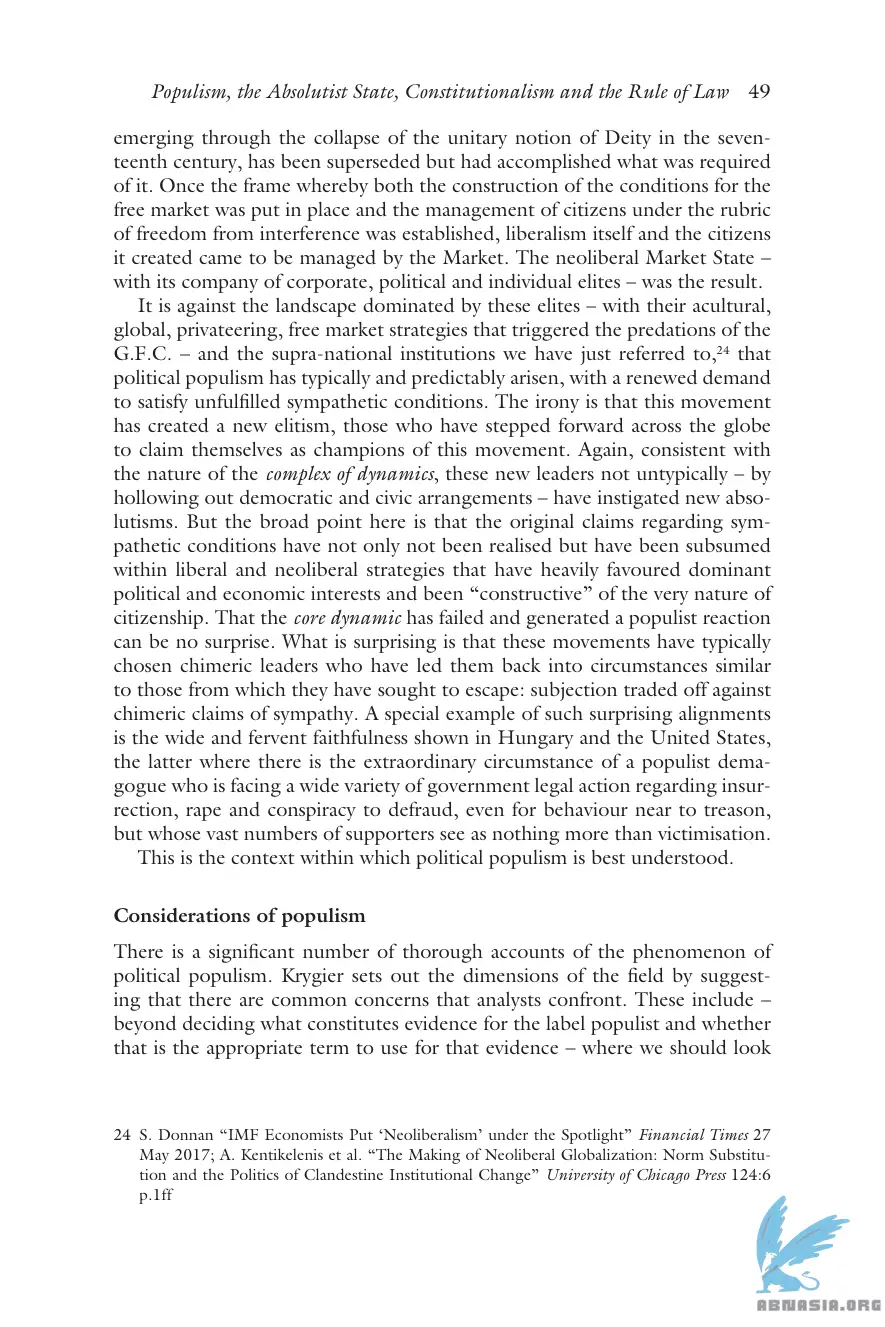 Populism, the Absolutist State, Constitutionalism and the Rule of Law 49
emerging through the collapse of the unitary notion of Deity in the seven-
teenth century, has been superseded but had accomplished what was required
of it. Once the frame whereby both the construction of the conditions for the
free market was put in place and the management of citizens under the rubric
of freedom from interference was established, liberalism itself and the citizens
it created came to be managed by the Market. The neoliberal Market State –
with its company of corporate, political and individual elites – was the result.
It is against the landscape dominated by these elites – with their acultural,
global, privateering, free market strategies that triggered the predations of the
G.F.C. – and the supra-national institutions we have just referred to,24 that
political populism has typically and predictably arisen, with a renewed demand
to satisfy unfulfilled sympathetic conditions. The irony is that this movement
has created a new elitism, those who have stepped forward across the globe
to claim themselves as champions of this movement. Again, consistent with
the nature of the complex of dynamics, these new leaders not untypically – by
hollowing out democratic and civic arrangements – have instigated new abso-
lutisms. But the broad point here is that the original claims regarding sym-
pathetic conditions have not only not been realised but have been subsumed
within liberal and neoliberal strategies that have heavily favoured dominant
political and economic interests and been “constructive” of the very nature of
citizenship. That the core dynamic has failed and generated a populist reaction
can be no surprise. What is surprising is that these movements have typically
chosen chimeric leaders who have led them back into circumstances similar
to those from which they have sought to escape: subjection traded off against
chimeric claims of sympathy. A special example of such surprising alignments
is the wide and fervent faithfulness shown in Hungary and the United States,
the latter where there is the extraordinary circumstance of a populist dema-
gogue who is facing a wide variety of government legal action regarding insur-
rection, rape and conspiracy to defraud, even for behaviour near to treason,
but whose vast numbers of supporters see as nothing more than victimisation.
This is the context within which political populism is best understood.
Considerations of populism
There is a significant number of thorough accounts of the phenomenon of
political populism. Krygier sets out the dimensions of the field by suggest-
ing that there are common concerns that analysts confront. These include –
beyond deciding what constitutes evidence for the label populist and whether
that is the appropriate term to use for that evidence – where we should look
24 S. Donnan “IMF Economists Put ‘Neoliberalism’ under the Spotlight” Financial Times 27
May 2017; A. Kentikelenis et al. “The Making of Neoliberal Globalization: Norm Substitu-
tion and the Politics of Clandestine Institutional Change” University of Chicago Press 124:6
p.1ff
ABNASIA.ORG